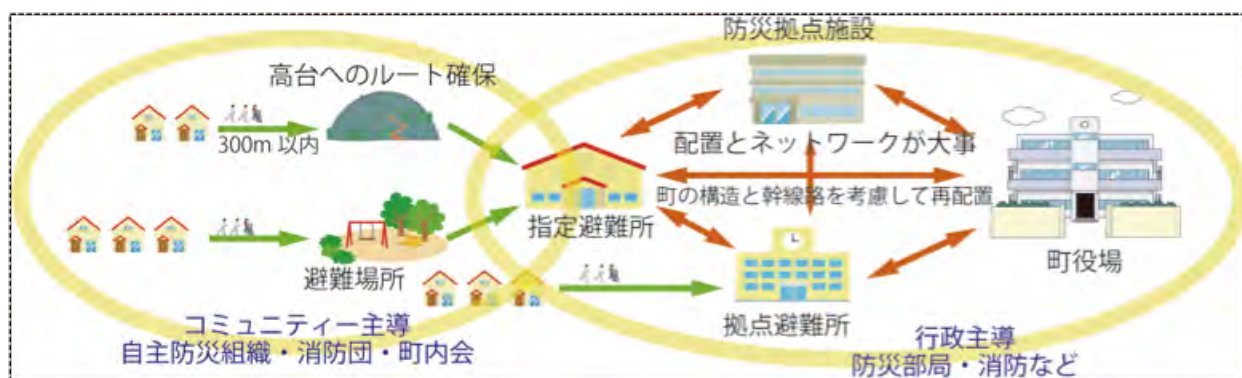 防災拠点施設
高台へのルート確保
300m 以内
配置とネットワークが大事
町の構造と幹線路を考慮して再配置
指定避難所
避難場所
町役場
拠点避難所
コミュニティー主導
自主防災組織・消防団・町内会
行政主導
防災部局・消防など